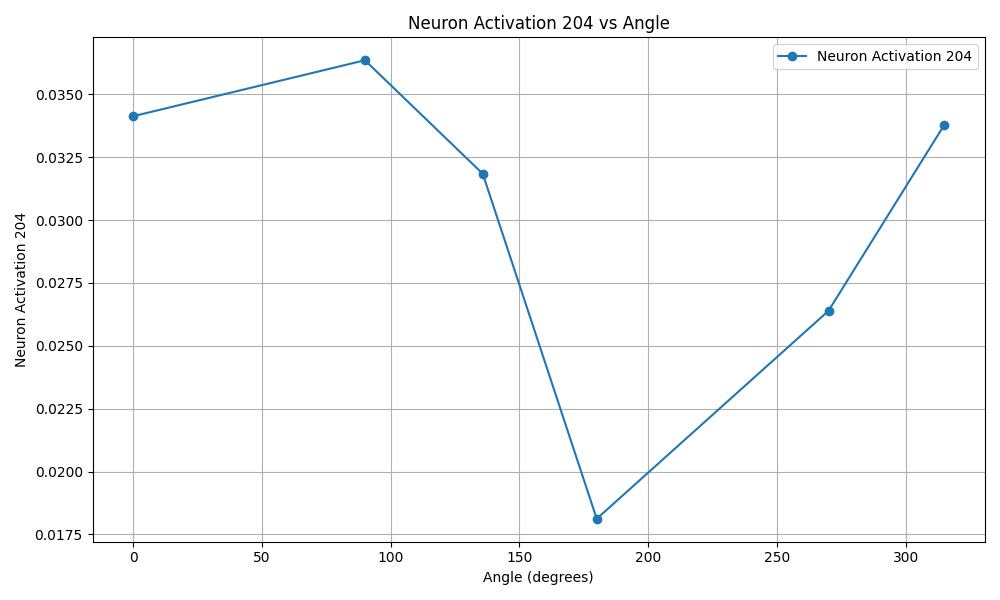 Neuron Activation 204 vs Angle
Neuron Activation 204
0.0350
0.0325
0.0300
0.0275
0.0250
0.0225
0.0200
0.0175
Neuron Activation 204
0 50 100 150 200 250 300
Angle (degrees)